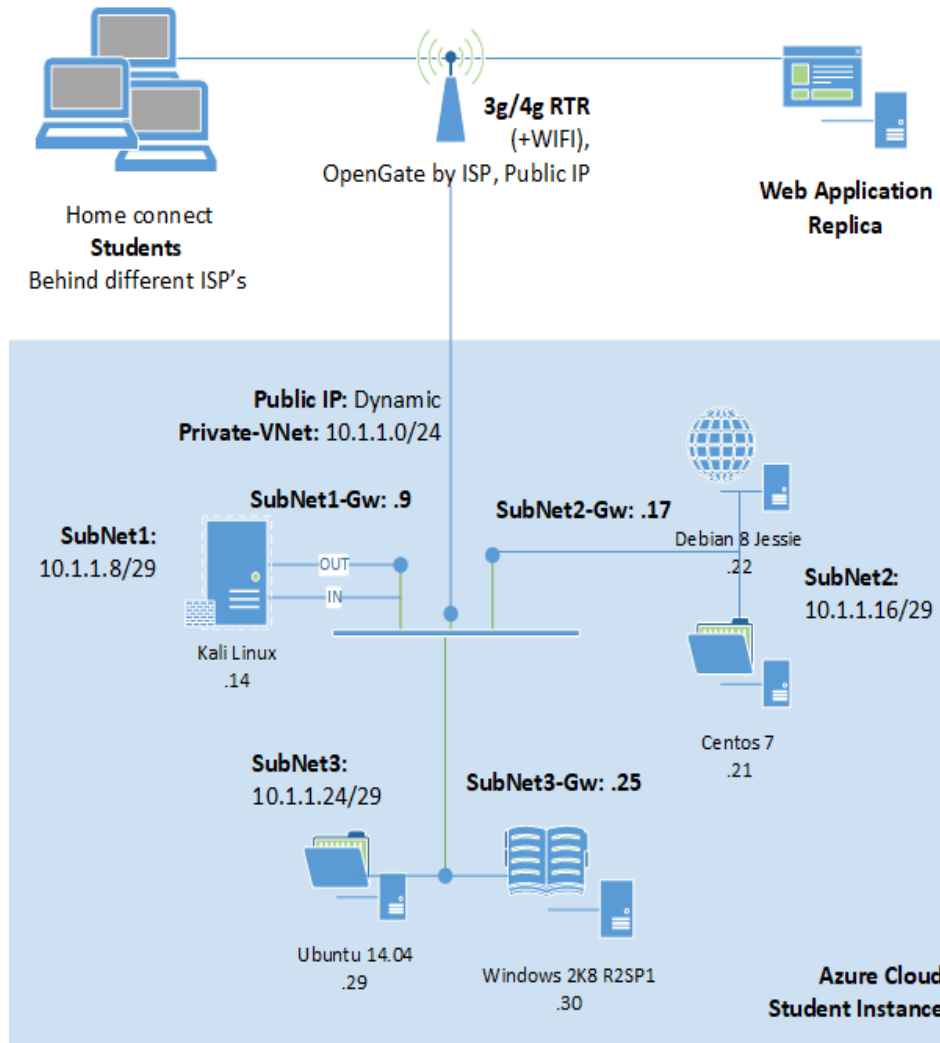 3g/4g RTR
(+WIFI),
OpenGate by ISP, Public IP
Home connect
Students
Behind different ISP's
Web Application
Replica
Public IP: Dynamic
Private-VNet: 10.1.1.0/24
SubNet1-Gw: .9
SubNet1:
10.1.1.8/29
OUT
IN
Kali Linux
.14
SubNet2-Gw: .17
Debian 8 Jessie
.22
SubNet2:
10.1.1.16/29
Centos 7
.21
SubNet3:
10.1.1.24/29
SubNet3-Gw: .25
Ubuntu 14.04
.29
Windows 2K8 R2SP1
.30
Azure Cloud
Student Instance